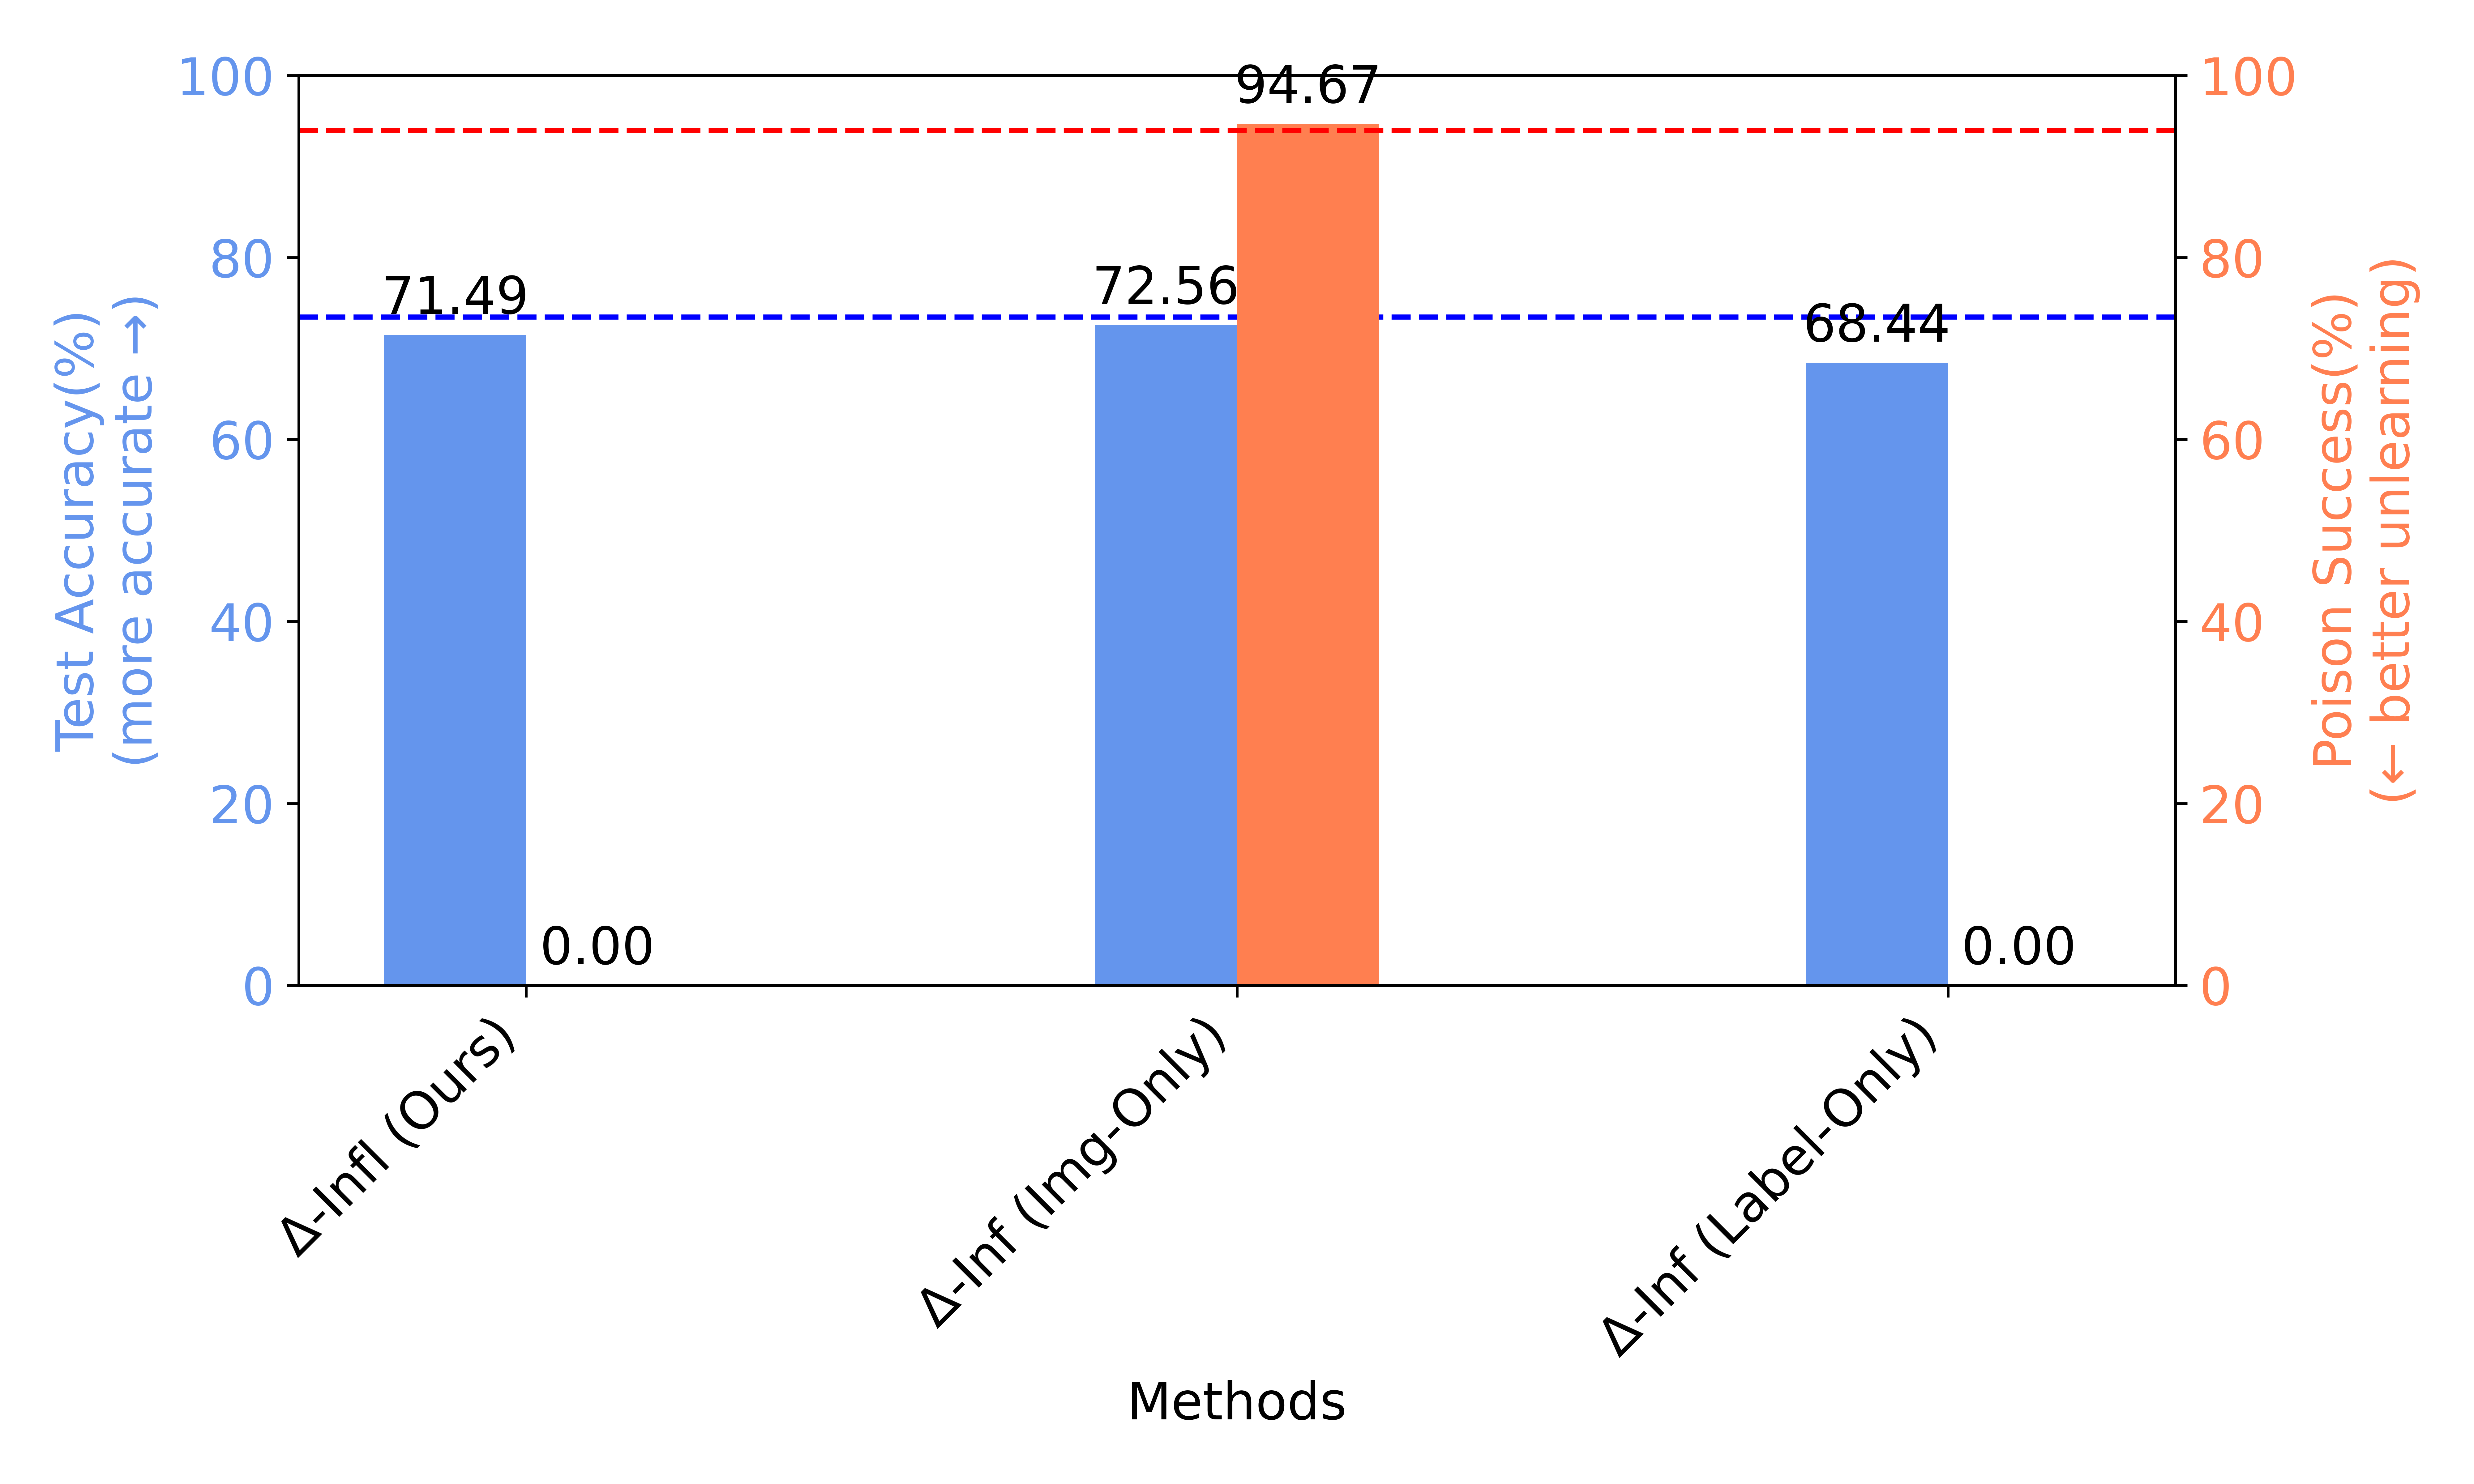 Test Accuracy(%)
(more accurate →)
100
80
60
40
20
0
71.49
0.00
72.56
94.67
68.44
0.00
100
80
60
40
20
0
Poison Success(%)
(← better unlearning)
Δ-Infl (Ours)
Δ-Inf (Img-Only)
Δ-Inf (Label-Only)
Methods